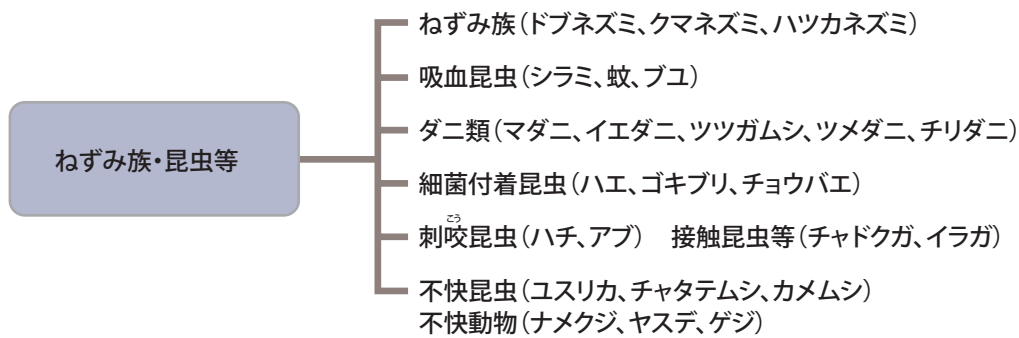 ねずみ族・昆虫等
ねずみ族（ドブネズミ、クマネズミ、ハツカネズミ）
吸血昆虫（シラミ、蚊、ブユ）
ダニ類（マダニ、イエダニ、ツツガムシ、ツメダニ、チリダニ）
細菌付着昆虫（ハエ、ゴキブリ、チョウバエ）
こう
刺咬昆虫（ハチ、アブ）　接触昆虫等（チャドクガ、イラガ）
不快昆虫（ユスリカ、チャタテムシ、カメムシ）
不快動物（ナメクジ、ヤスデ、ゲジ）